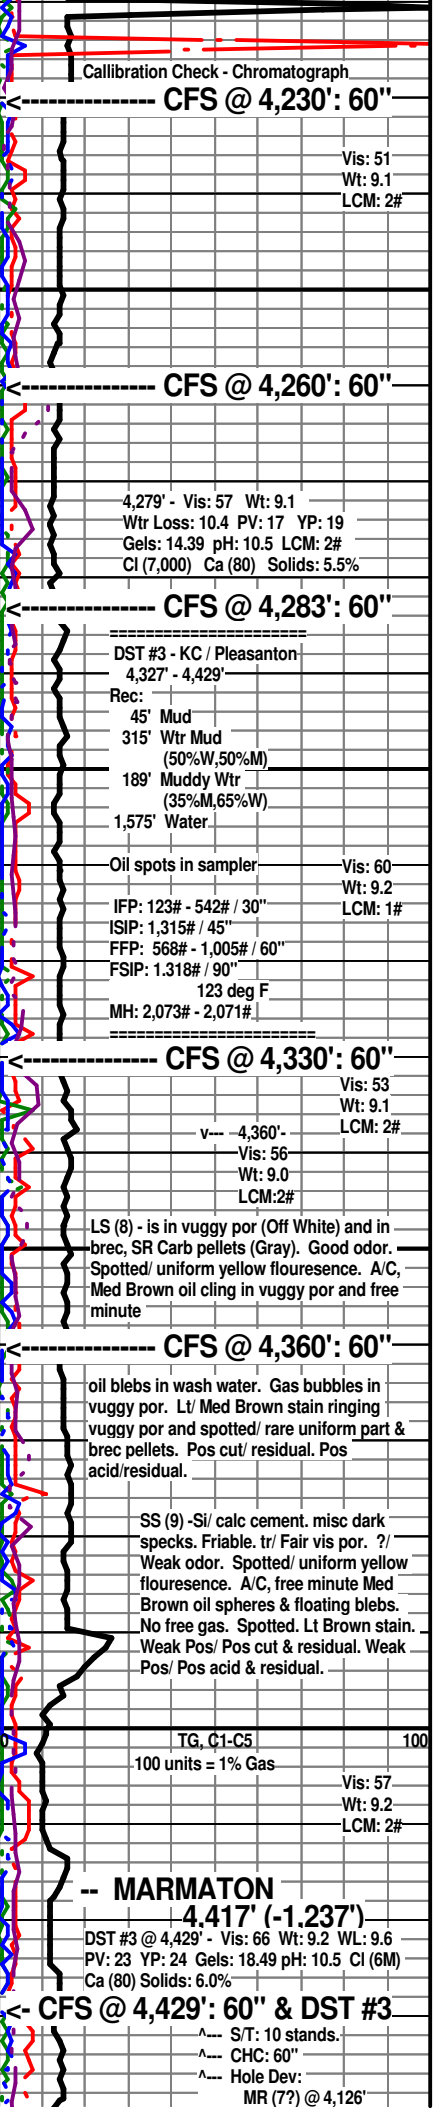 Callibration Check - Chromatograph
<--------------- CFS @ 4,230': 60"
Vis: 51
Wt: 9.1
LCM: 2#
<--------------- CFS @ 4,260': 60"
4,279' - Vis: 57 Wt: 9.1
Wtr Loss: 10.4 PV: 17 YP: 19
Gels: 14.39 pH: 10.5 LCM: 2#
Cl (7,000) Ca (80) Solids: 5.5%
<--------------- CFS @ 4,283': 60"
======================
DST #3 - KC / Pleasanton
4,327' - 4,429'
Rec:
45' Mud
315' Wtr Mud
(50%W,50%M)
189' Muddy Wtr
(35%M,65%W)
1,575' Water
Oil spots in sampler
Vis: 60
Wt: 9.2
LCM: 1#
IFP: 123# - 542# / 30"
ISIP: 1,315# / 45"
FFP: 568# - 1,005# / 60"
FSIP: 1.318# / 90"
123 deg F
MH: 2,073# - 2,071#
=======================
<--------------- CFS @ 4,330': 60"
Vis: 53
Wt: 9.1
LCM: 2#
v--- 4,360'-
Vis: 56
Wt: 9.0
LCM:2#
LS (8) - is in vuggy por (Off White) and in
brec, SR Carb pellets (Gray). Good odor.
Spotted/ uniform yellow flouresence. A/C,
Med Brown oil cling in vuggy por and free
minute
<--------------- CFS @ 4,360': 60"
oil blebs in wash water. Gas bubbles in
vuggy por. Lt/ Med Brown stain ringing
vuggy por and spotted/ rare uniform part &
brec pellets. Pos cut/ residual. Pos
acid/residual.
SS (9) -Si/ calc cement. misc dark
specks. Friable. tr/ Fair vis por. ?/
Weak odor. Spotted/ uniform yellow
flouresence. A/C, free minute Med
Brown oil spheres & floating blebs.
No free gas. Spotted. Lt Brown stain.
Weak Pos/ Pos cut & residual. Weak
Pos/ Pos acid & residual.
0 TG, C1-C5 100
100 units = 1% Gas
Vis: 57
Wt: 9.2
LCM: 2#
-- MARMATON
4,417' (-1,237')
DST #3 @ 4,429' - Vis: 66 Wt: 9.2 WL: 9.6
PV: 23 YP: 24 Gels: 18.49 pH: 10.5 Cl (6M)
Ca (80) Solids: 6.0%
<- CFS @ 4,429': 60" & DST #3
^--- S/T: 10 stands.
^--- CHC: 60"
^--- Hole Dev:
MR (7?) @ 4,126'